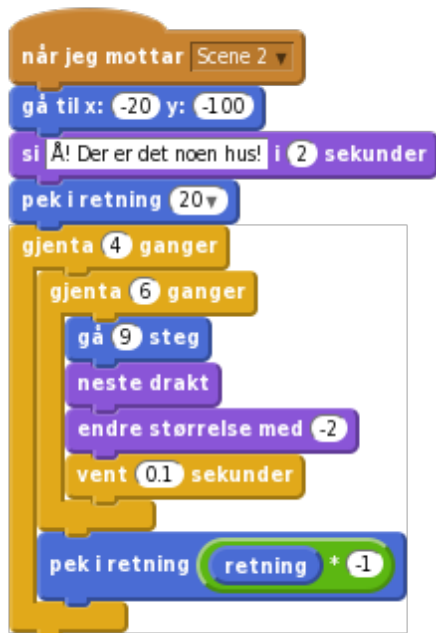 når jeg mottar Scene 2
gå til x: -20 y: -100
si Å! Der er det noen hus! i 2 sekunder
pek i retning 20
gjenta 4 ganger
gjenta 6 ganger
gå 9 steg
neste drakt
endre størrelse med -2
vent 0.1 sekunder
pek i retning retning * -1